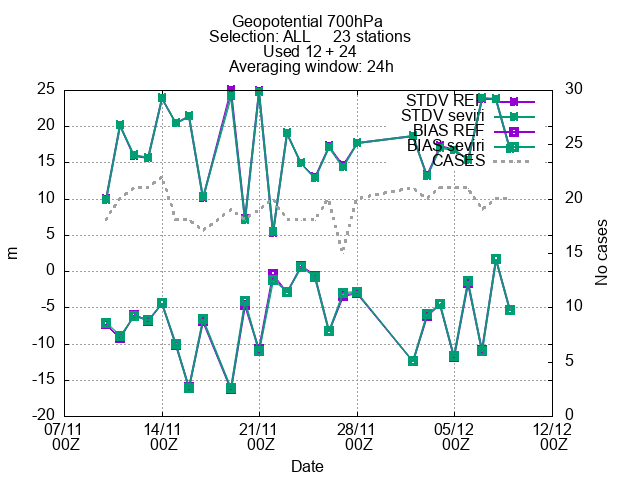 Geopotential 700hPa
Selection: ALL 23 stations
Used 12 + 24
Averaging window: 24h
STDV REF
STDV seviri
BIAS REF
BIAS seviri
CASES
25
20
15
10
5
0
-5
-10
-15
-20
m
30
25
20
15
10
5
0
No cases
07/11 14/11 21/11 28/11 05/12 12/12
00Z 00Z 00Z 00Z 00Z 00Z
Date